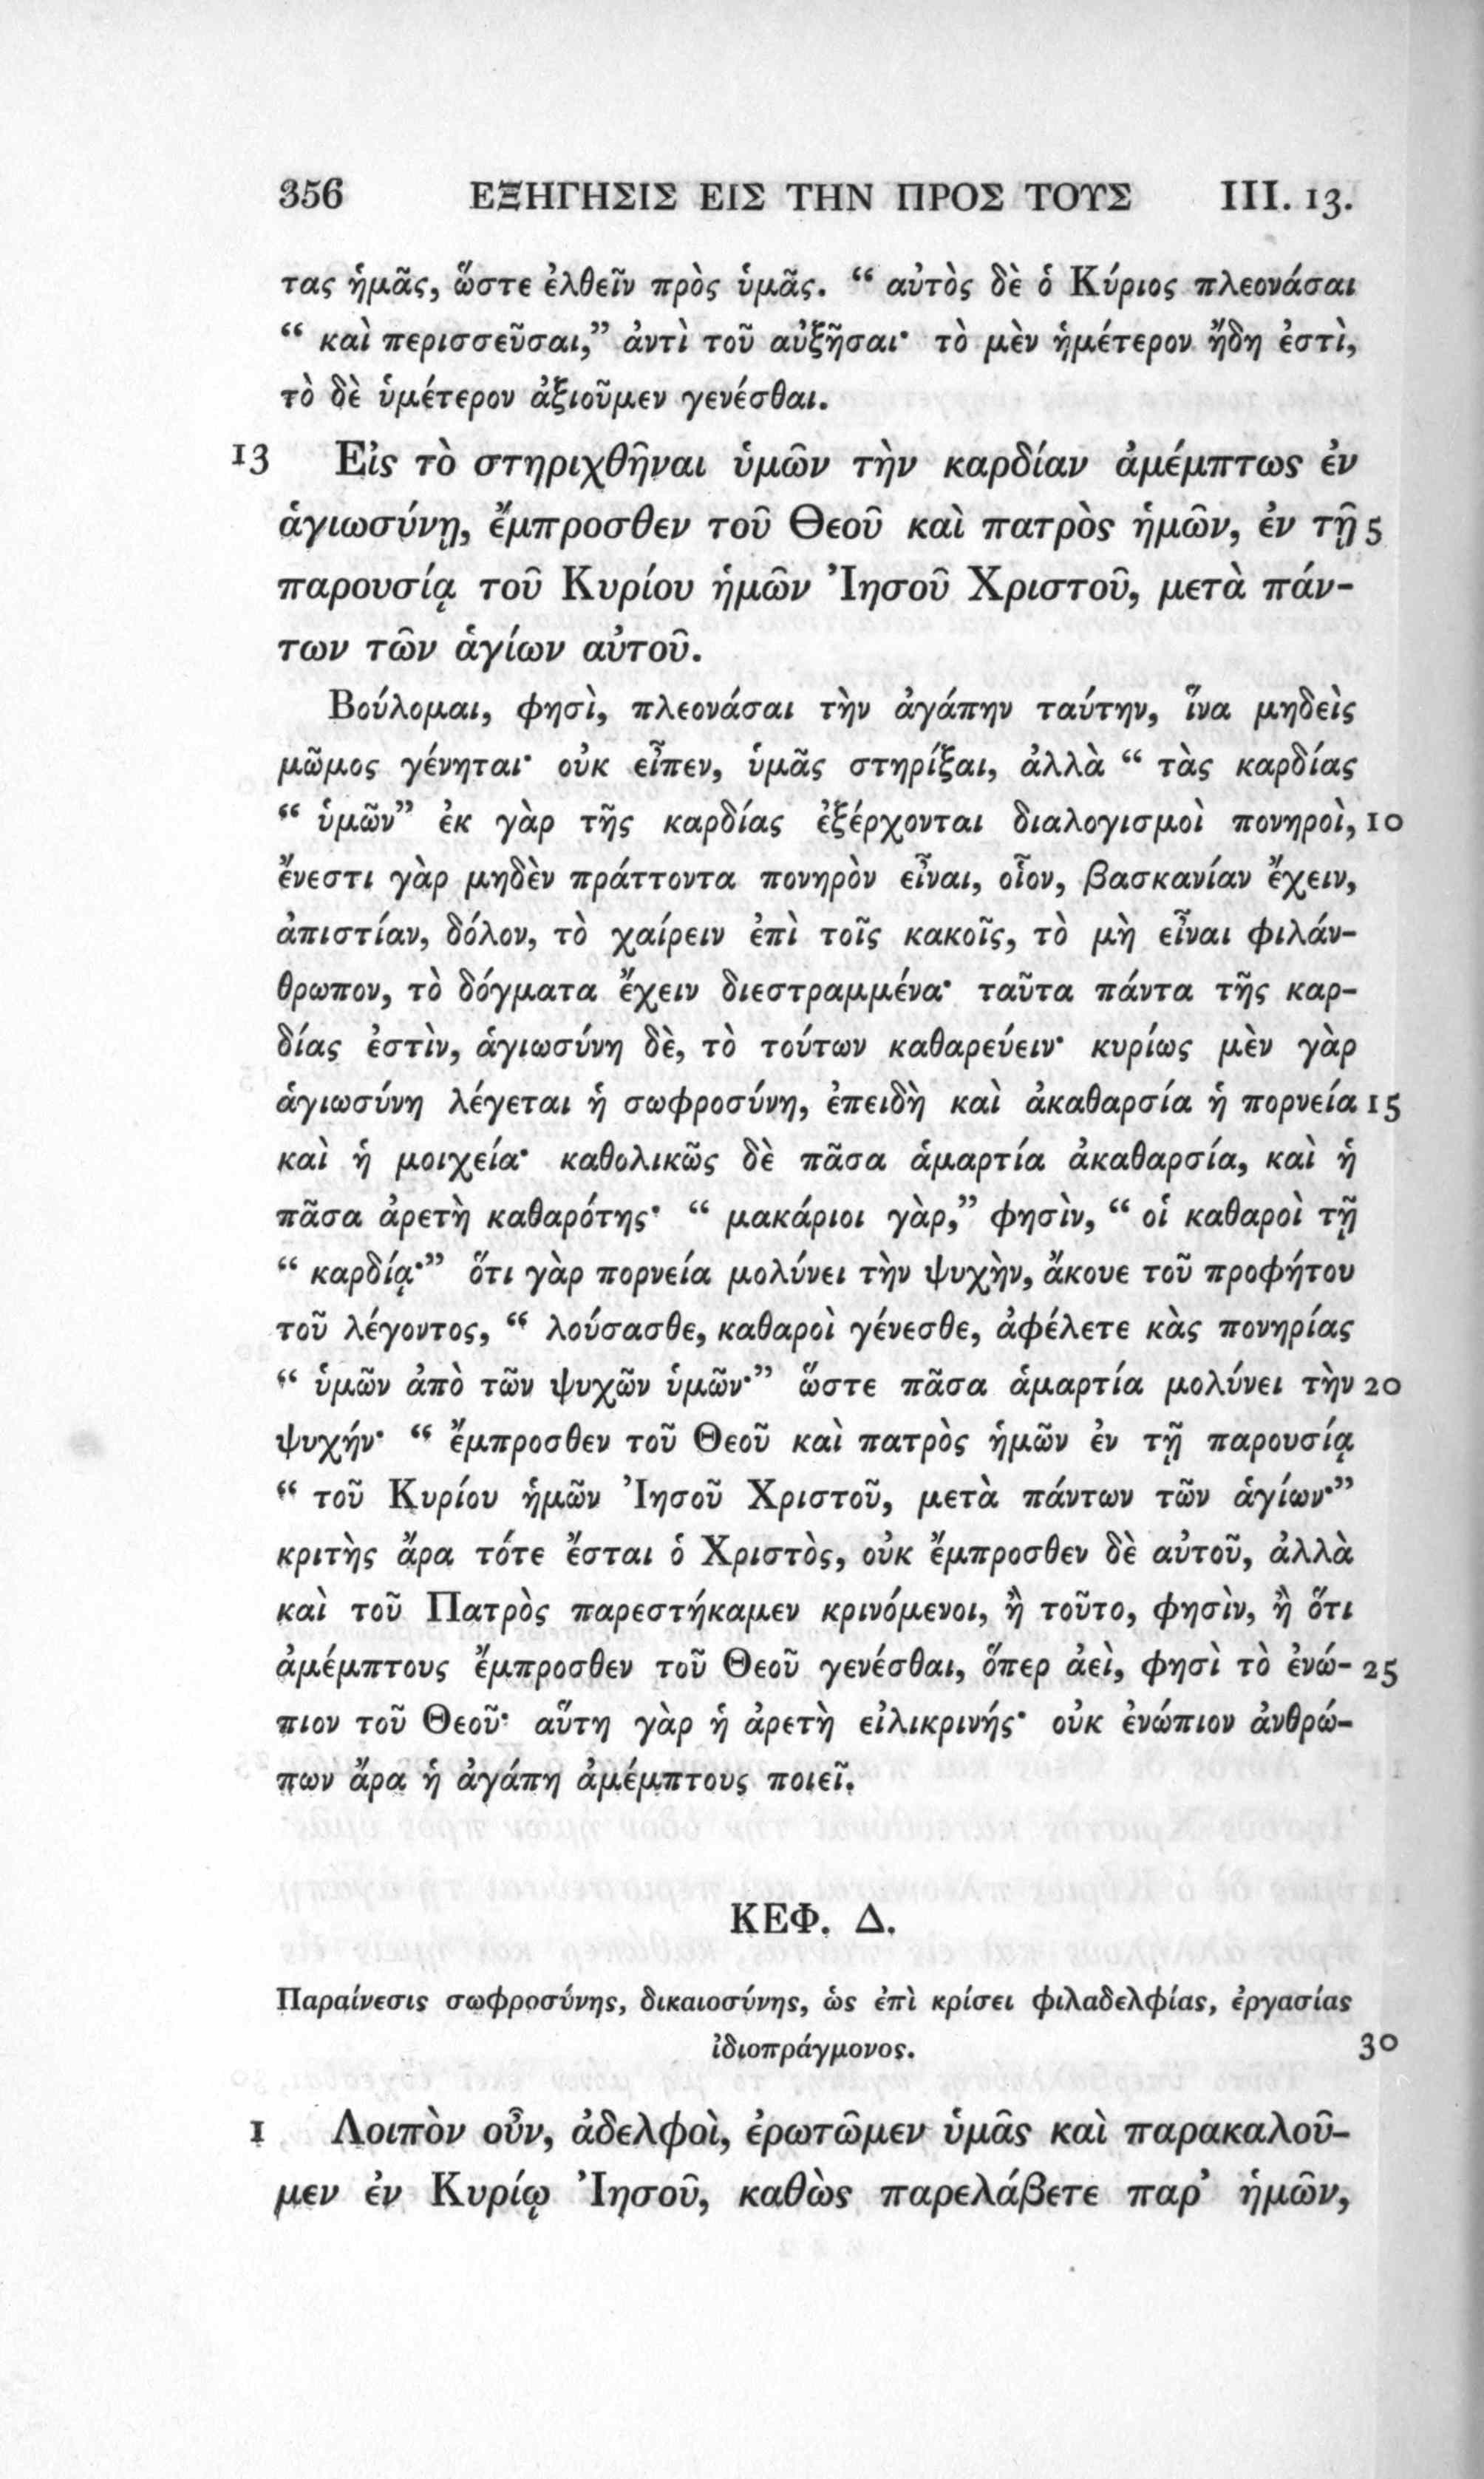 356 ΕΞΗΓΗΣΙΣ ΕΙΣ ΤΗΝ ΠΡΟΣ ΤΟΥΣ III. 13.
τας ἡμᾶς, ὥστε ἐλθεῖν πρὸς ὑμᾶς. “ αὐτὸς δὲ ὁ Κύριος πλεονάσαι
“ καὶ περισσεῦσαι,” ἀντὶ τοῦ αὐξῆσαι· τὸ μὲν ἡμέτερον ἤδη ἐστὶ,
τὸ δὲ ὑμέτερον ἀξιοῦμεν γενέσθαι.
13 Εἰς τὸ στηριχθῆναι ὑμῶν τὴν καρδίαν ἀμέμπτως ἐν
ἁγιωσύνῃ, ἔμπροσθεν τοῦ Θεοῦ καὶ πατρὸς ἡμῶν, ἐν τῇ 5
παρουσίᾳ τοῦ Κυρίου ἡμῶν Ἰησοῦ Χριστοῦ, μετὰ πάν-
των τῶν ἁγίων αὐτοῦ.
Βούλομαι, φησὶ, πλεονάσαι τὴν ἀγάπην ταύτην, ἵνα μηδεὶς
μῶμος γένηται· οὐκ εἶπεν, ὑμᾶς στηρίξαι, ἀλλὰ “ τὰς καρδίας
“ ὑμῶν” ἐκ γὰρ τῆς καρδίας ἐξέρχονται διαλογισμοὶ πονηροὶ, 10
ἔνεστι γὰρ μηδὲν πράττοντα πονηρὸν εἶναι, οἷον, βασκανίαν ἔχειν,
ἀπιστίαν, δόλον, τὸ χαίρειν ἐπὶ τοῖς κακοῖς, τὸ μὴ εἶναι φιλάν-
θρωπον, τὸ δόγματα ἔχειν διεστραμμένα· ταῦτα πάντα τῆς καρ-
δίας ἐστὶν, ἁγιωσύνη δὲ, τὸ τούτων καθαρεύειν· κυρίως μὲν γὰρ
ἁγιωσύνη λέγεται ἡ σωφροσύνη, ἐπειδὴ καὶ ἀκαθαρσία ἡ πορνεία 15
καὶ ἡ μοιχεία· καθολικῶς δὲ πᾶσα ἁμαρτία ἀκαθαρσία, καὶ ἡ
πᾶσα ἀρετὴ καθαρότης· “ μακάριοι γὰρ,” φησὶν, “ οἱ καθαροὶ τῇ
“ καρδίᾳ·” ὅτι γὰρ πορνεία μολύνει τὴν ψυχὴν, ἄκουε τοῦ προφήτου
τοῦ λέγοντος, “ λούσασθε, καθαροὶ γένεσθε, ἀφέλετε κὰς πονηρίας
“ ὑμῶν ἀπὸ τῶν ψυχῶν ὑμῶν·” ὥστε πᾶσα ἁμαρτία μολύνει τὴν 20
ψυχήν· “ ἔμπροσθεν τοῦ Θεοῦ καὶ πατρὸς ἡμῶν ἐν τῇ παρουσίᾳ
“ τοῦ Κυρίου ἡμῶν Ἰησοῦ Χριστοῦ, μετὰ πάντων τῶν ἁγίων·”
κριτὴς ἄρα τότε ἔσται ὁ Χριστὸς, οὐκ ἔμπροσθεν δὲ αὐτοῦ, ἀλλὰ
καὶ τοῦ Πατρὸς παρεστήκαμεν κρινόμενοι, ἢ τοῦτο, φησὶν, ἢ ὅτι
ἀμέμπτους ἔμπροσθεν τοῦ Θεοῦ γενέσθαι, ὅπερ ἀεὶ, φησὶ τὸ ἐνώ- 25
πιον τοῦ Θεοῦ· αὕτη γὰρ ἡ ἀρετὴ εἰλικρινής· οὐκ ἐνώπιον ἀνθρώ-
πων ἄρα ἡ ἀγάπη ἀμέμπτους ποιεῖ.
ΚΕΦ. Δ.
Παραίνεσις σωφροσύνης, δικαιοσύνης, ὡς ἐπὶ κρίσει φιλαδελφίας, ἐργασίας
ἰδιοπράγμονος. 30
1 Λοιπὸν οὖν, ἀδελφοὶ, ἐρωτῶμεν ὑμᾶς καὶ παρακαλοῦ-
μεν ἐν Κυρίῳ Ἰησοῦ, καθὼς παρελάβετε παρ’ ἡμῶν,